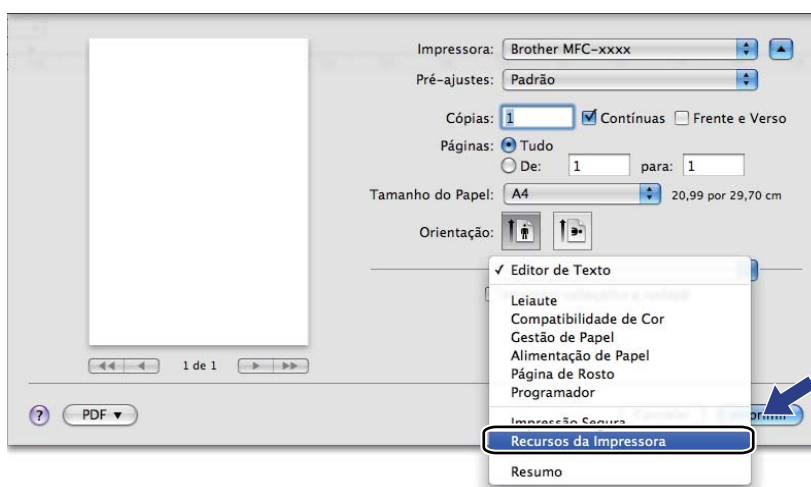 Impressora: Brother MFC-xxxx
Pré-ajustes: Padrão
Cópias: 1 Contínuas Frente e Verso
Páginas: Tudo
De: 1 para: 1
Tamanho do Papel: A4 20,99 por 29,70 cm
Orientação:
✓ Editor de Texto
Leiaute
Compatibilidade de Cor
Gestão de Papel
Alimentação de Papel
Página de Rosto
Programador
1 de 1
? PDF ▼
Impressão Segura
Recursos da Impressora
Resumo